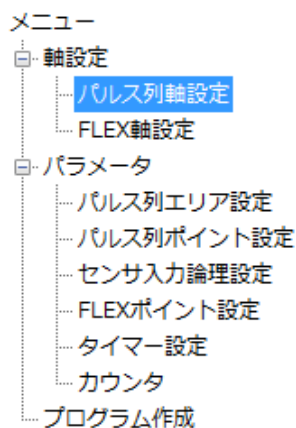 メニュー
軸設定
パルス列軸設定
FLEX軸設定
パラメータ
パルス列エリア設定
パルス列ポイント設定
センサ入力論理設定
FLEXポイント設定
タイマー設定
カウンタ
プログラム作成